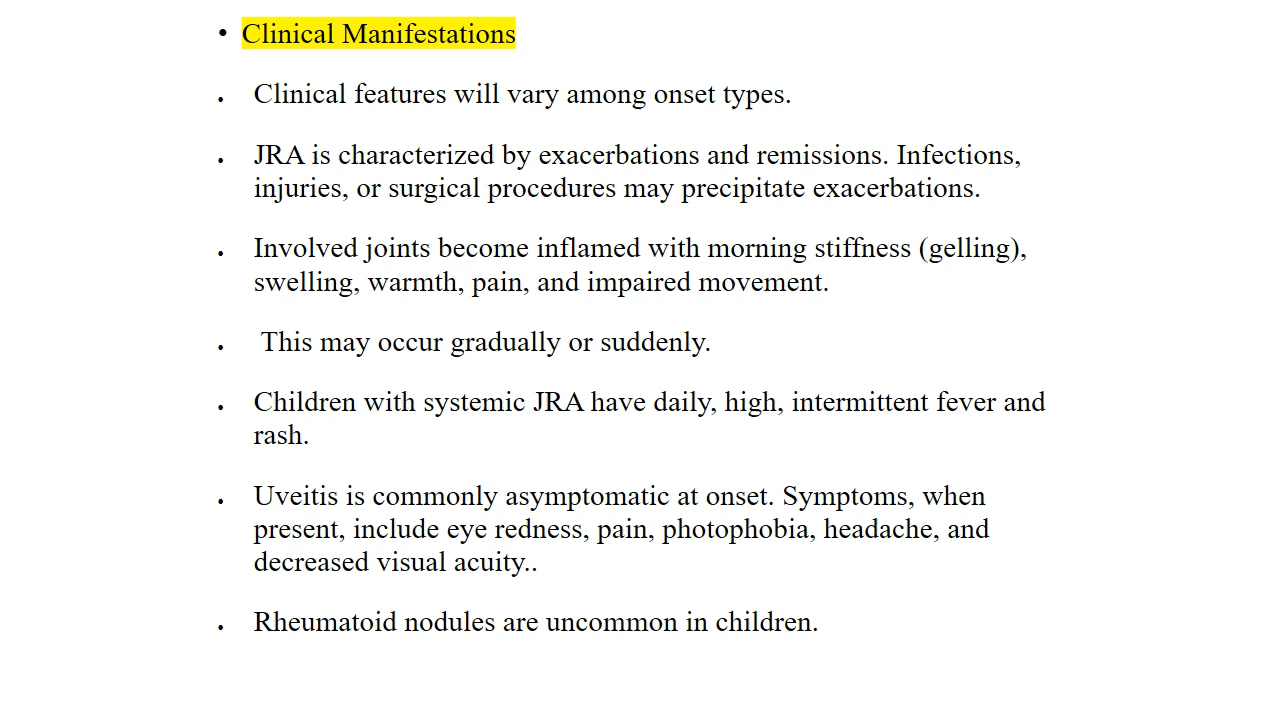 • Clinical Manifestations
• Clinical features will vary among onset types.
• JRA is characterized by exacerbations and remissions. Infections,
injuries, or surgical procedures may precipitate exacerbations.
• Involved joints become inflamed with morning stiffness (gelling),
swelling, warmth, pain, and impaired movement.
• This may occur gradually or suddenly.
• Children with systemic JRA have daily, high, intermittent fever and
rash.
• Uveitis is commonly asymptomatic at onset. Symptoms, when
present, include eye redness, pain, photophobia, headache, and
decreased visual acuity..
• Rheumatoid nodules are uncommon in children.